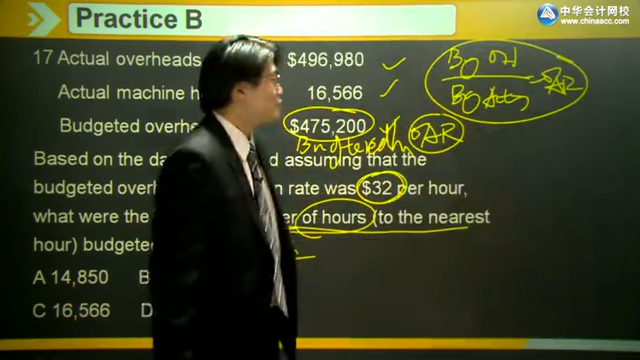 Practice B
中华会计网校
www.chinaacc.com
17 Actual overheads $496,980
Actual machine h 16,566
Budgeted overhe $475,200
Based on the da d assuming that the
budgeted over n rate was $32 per hour,
what were the er of hours (to the nearest
hour) budgete
A 14,850 B
C 16,566 D
OAR